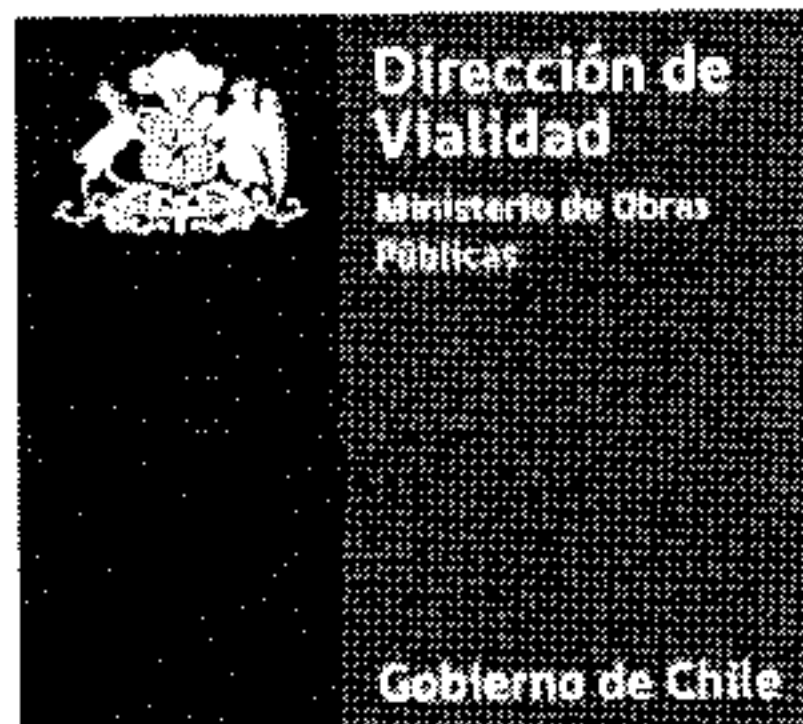 Dirección de
Vialidad
Ministerio de Obras
Públicas
Gobierno de Chile